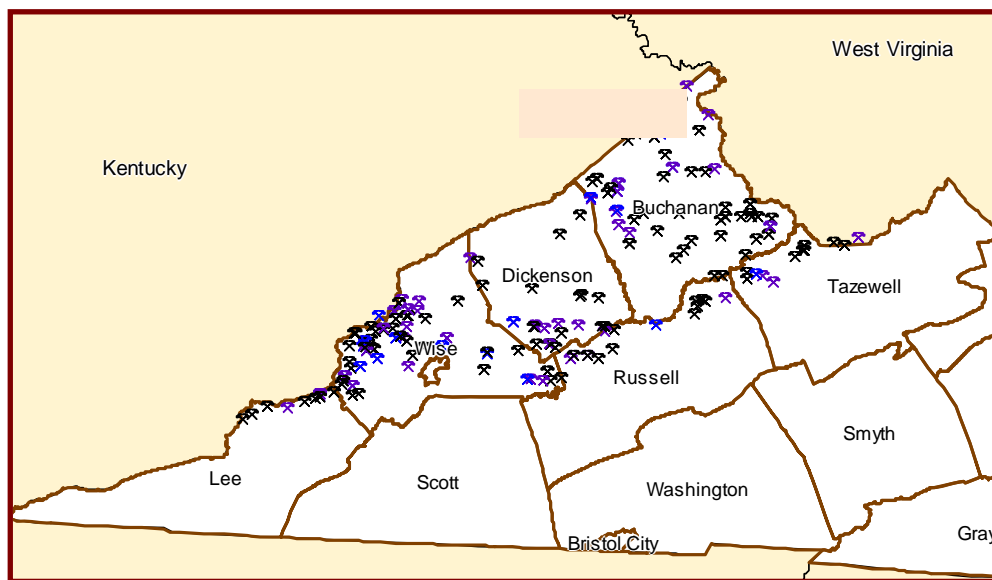 West Virginia
Kentucky
Buchanan
Dickenson
Tazewell
Wise
Russell
Smyth
Lee
Scott
Washington
Bristol City
Gray